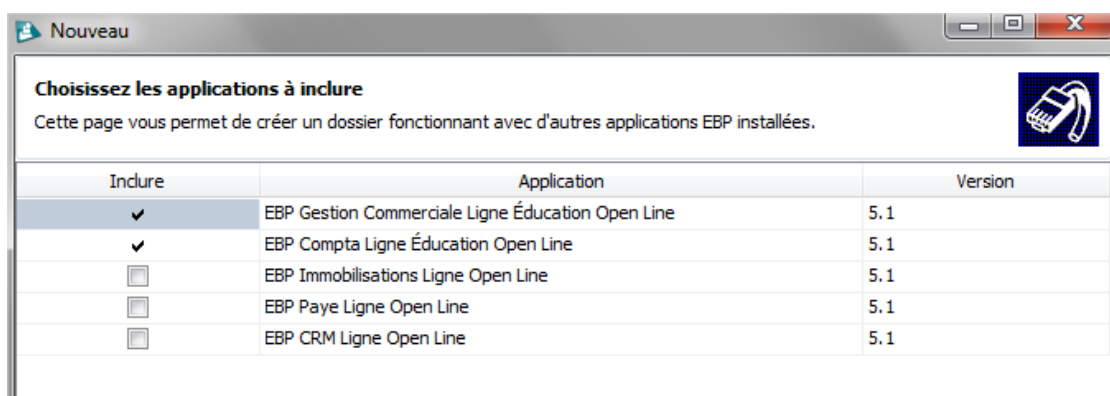 Nouveau
Choisissez les applications à inclure
Cette page vous permet de créer un dossier fonctionnant avec d'autres applications EBP installées.
Inclure Application Version
EBP Gestion Commerciale Ligne Éducation Open Line 5.1
EBP Compta Ligne Éducation Open Line 5.1
EBP Immobilisations Ligne Open Line 5.1
EBP Paye Ligne Open Line 5.1
EBP CRM Ligne Open Line 5.1